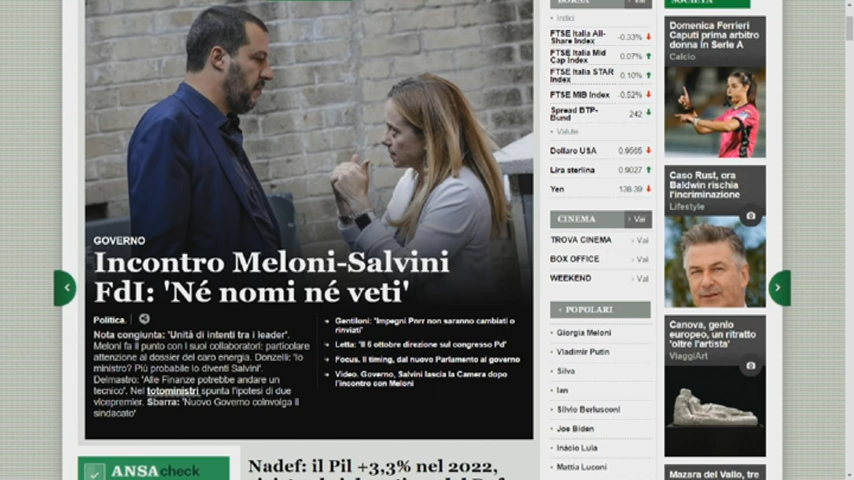 GOVERNO
Incontro Meloni-Salvini
FdI: 'Né nomi né veti'
Politica.
Nota congiunta: 'Unità di intenti tra i leader'.
Meloni fa il punto con i suoi collaboratori: particolare
attenzione al dossier del caro energia. Donzelli: 'Io
ministro? Più probabile lo diventi Salvini'.
Delmastro: 'Alle Finanze potrebbe andare un
tecnico'. Nel totoministri spunta l'ipotesi di due
vicepremier. Sbarra: 'Nuovo Governo coinvolga il
sindacato'
Gentiloni: 'Impegni Pnrr non saranno cambiati o
rinviati'
Letta: 'Il 6 ottobre direzione sul congresso Pd'
Focus. Il timing, dal nuovo Parlamento al governo
Video. Governo, Salvini lascia la Camera dopo
l'incontro con Meloni
ANSAcheck
Nadef: il Pil +3,3% nel 2022,
BORSA › Vai
Indici
FTSE Italia All-
Share Index -0.33%
FTSE Italia Mid
Cap Index 0.07%
FTSE Italia STAR
Index 0.10%
FTSE MIB Index -0.52%
Spread BTP-
Bund 242
Valute
Dollaro USA
Lira sterlina 0.9027
Yen
CINEMA › Vai
TROVA CINEMA › Vai
BOX OFFICE › Vai
WEEKEND › Vai
+ POPOLARI
Giorgia Meloni
Vladimir Putin
Silva
Ian
Silvio Berlusconi
Joe Biden
Inácio Lula
Mattia Luconi
SOCIETÀ
Domenica Ferrieri
Caputi prima arbitro
donna in Serie A
Calcio
Caso Rust, ora
Baldwin rischia
l'incriminazione
Lifestyle
Canova, genio
europeo, un ritratto
'oltre l'artista'
ViaggiArt
Mazara del Vallo, tre